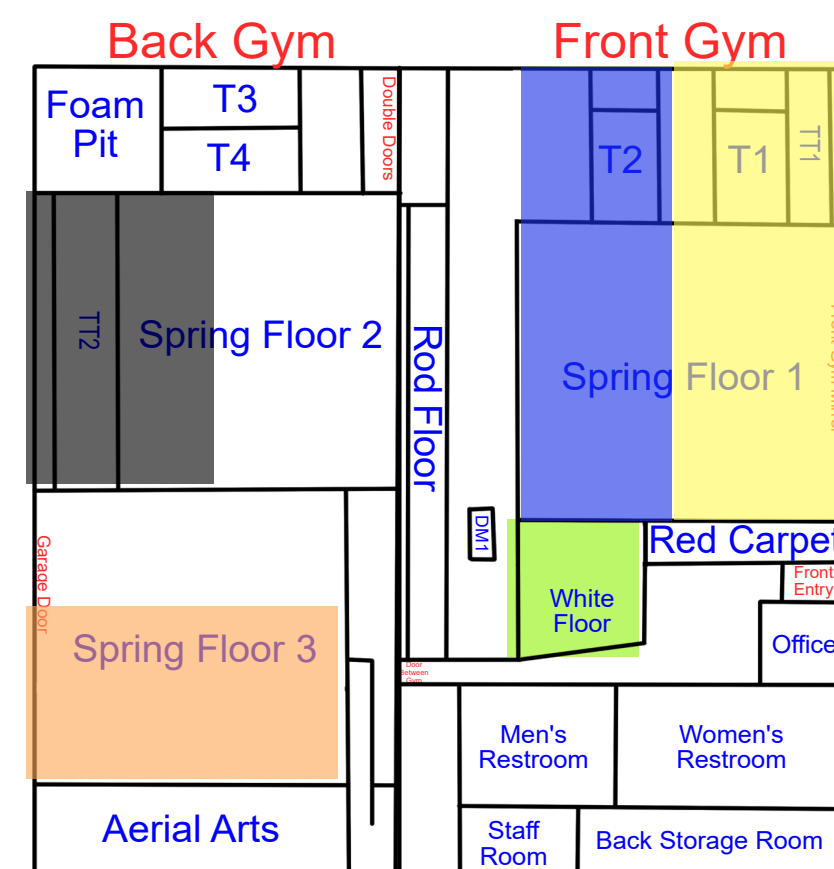 Back Gym
Front Gym
Foam
Pit
T3
T4
Double Doors
T2
T1
TT1
TT2
Spring Floor 2
Rod Floor
Spring Floor 1
DM1
Red Carpet
Front
Entry
White
Floor
Garage Door
Spring Floor 3
Door
Between
Gym
Office
Men's
Restroom
Women's
Restroom
Aerial Arts
Staff
Room
Back Storage Room